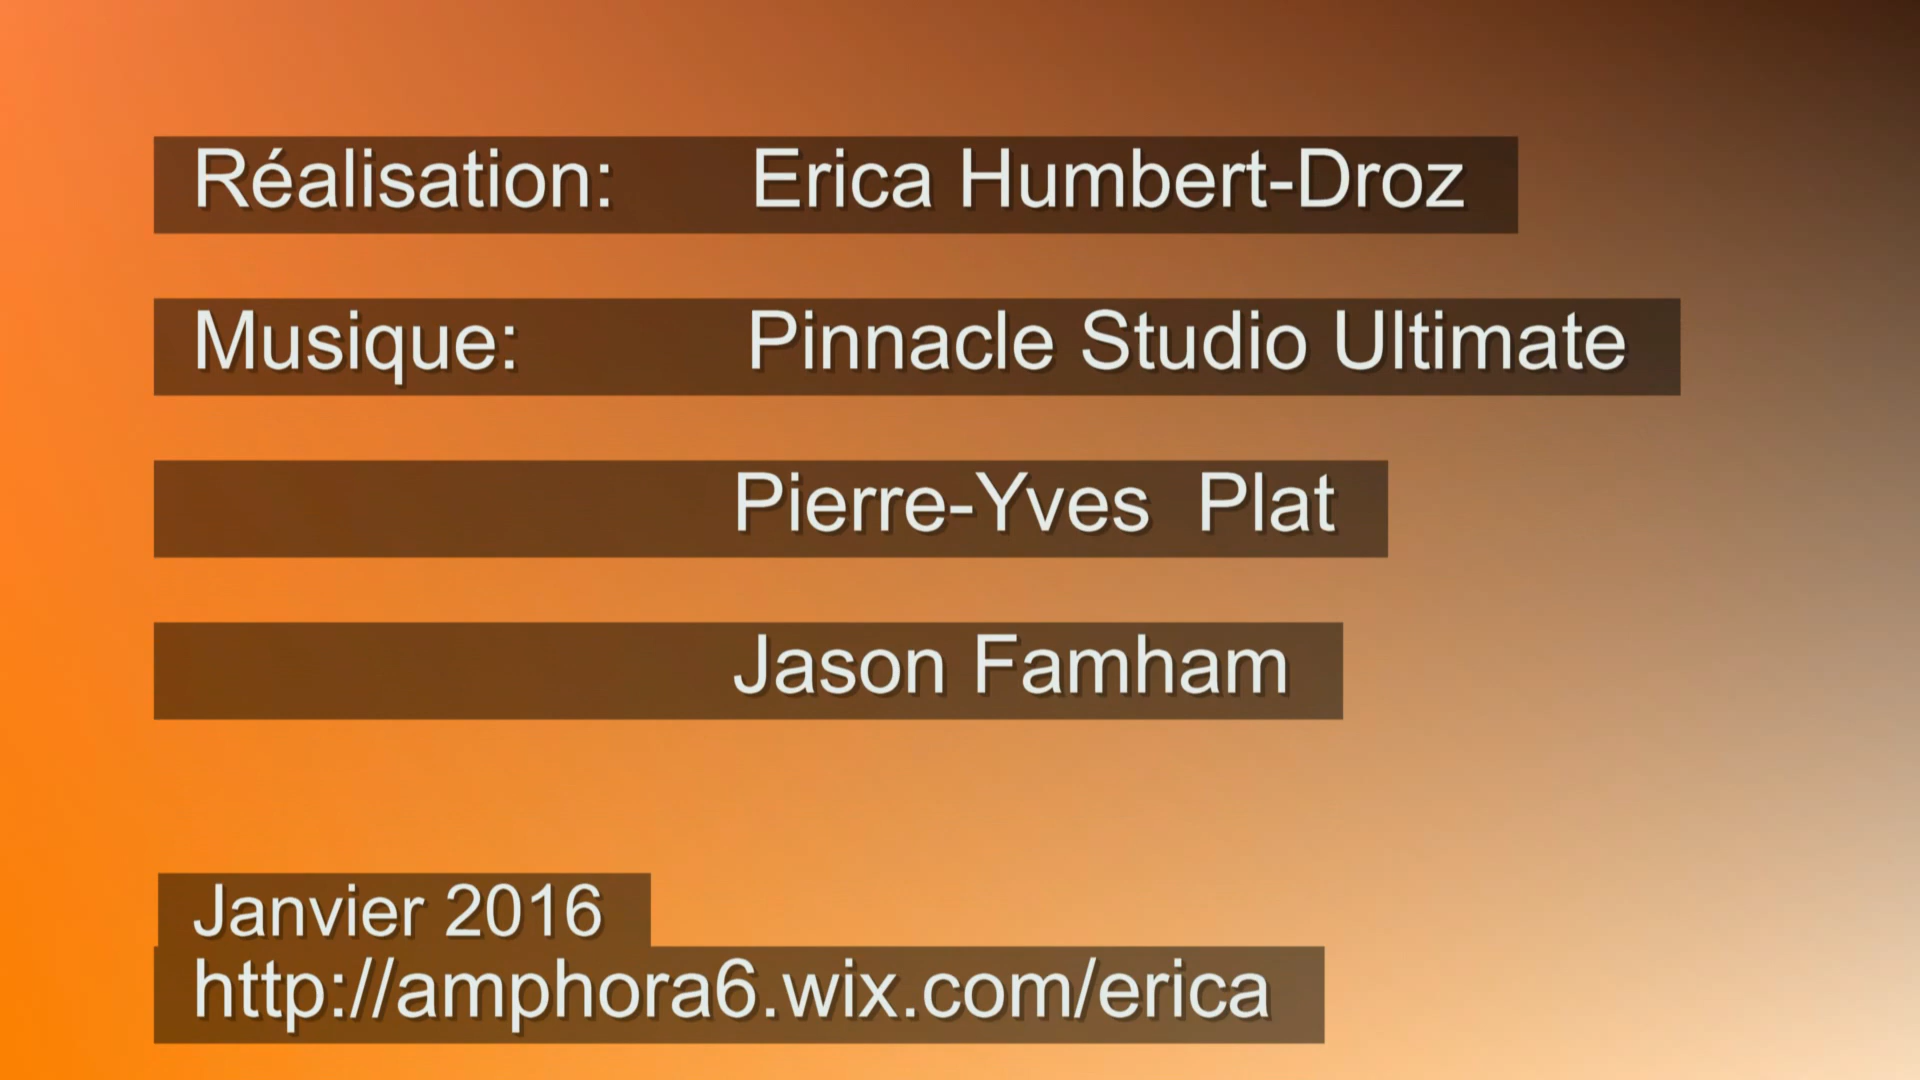 Réalisation: Erica Humbert-Droz
Musique: Pinnacle Studio Ultimate
Pierre-Yves Plat
Jason Famham
Janvier 2016
http://amphora6.wix.com/erica